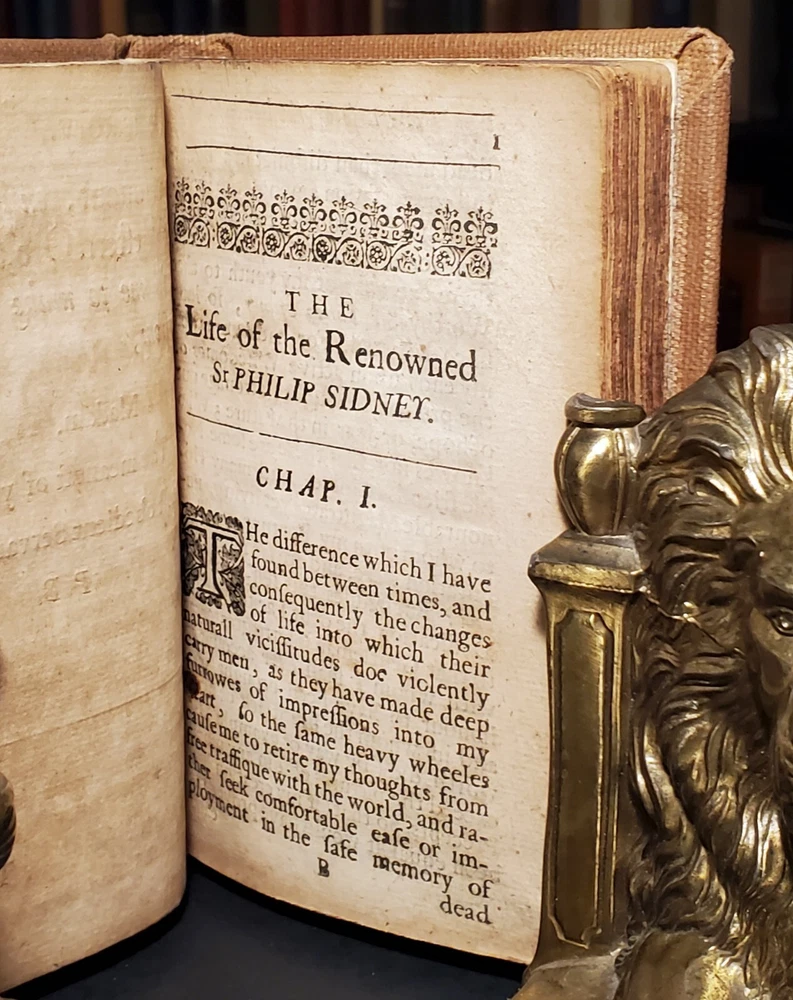 1
THE
Life of the Renowned
Sr PHILIP SIDNEY.
CHAP. I.
THe difference which I have
found between times, and
conſequently the changes
of life into which their
naturall viciſſitudes doe violently
carry men, as they have made deep
furrowes of impreſſions into my
heart, ſo the ſame heavy wheeles
cauſe me to retire my thoughts from
free traffique with the world, and ra-
ther ſeek comfortable eaſe or im-
ployment in the ſafe memory of
B
dead